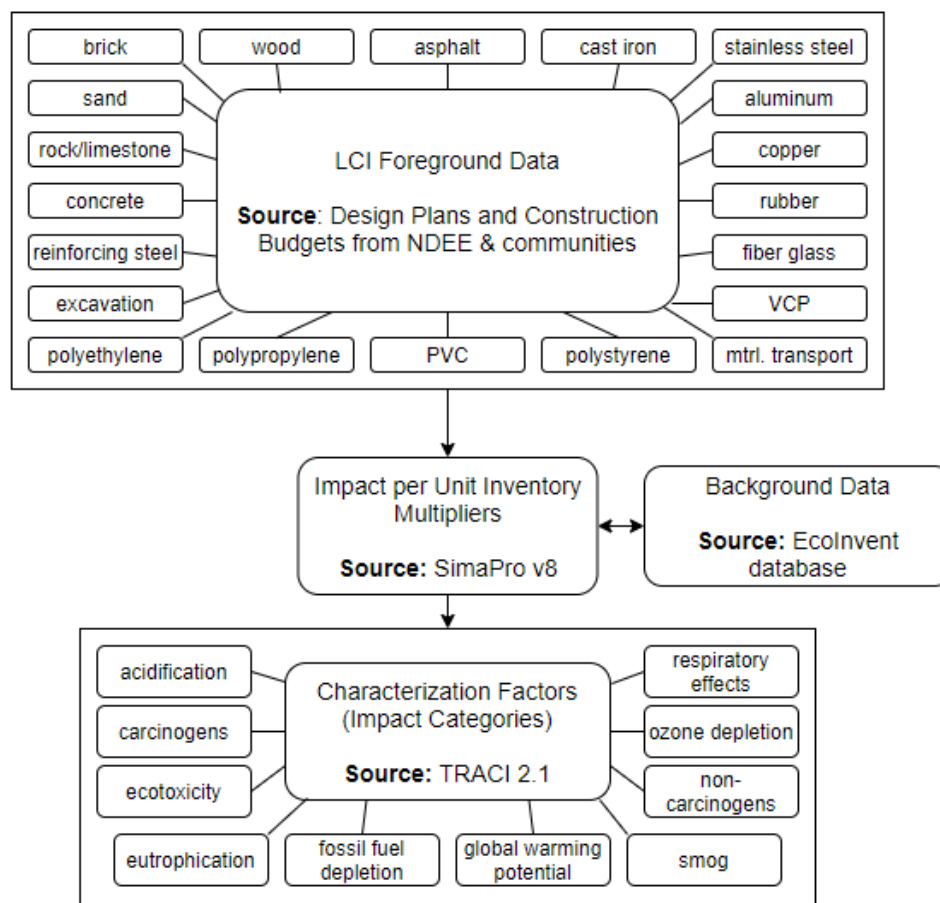 brick
wood
asphalt
cast iron
stainless steel
sand
aluminum
rock/limestone
copper
concrete
rubber
reinforcing steel
fiber glass
excavation
VCP
polyethylene
polypropylene
PVC
polystyrene
mtrl. transport
LCI Foreground Data
Source: Design Plans and Construction
Budgets from NDEE & communities
Impact per Unit Inventory
Multipliers
Source: SimaPro v8
Background Data
Source: EcoInvent
database
acidification
carcinogens
ecotoxicity
eutrophication
fossil fuel
depletion
global warming
potential
smog
respiratory
effects
ozone depletion
non-
carcinogens
Characterization Factors
(Impact Categories)
Source: TRACI 2.1